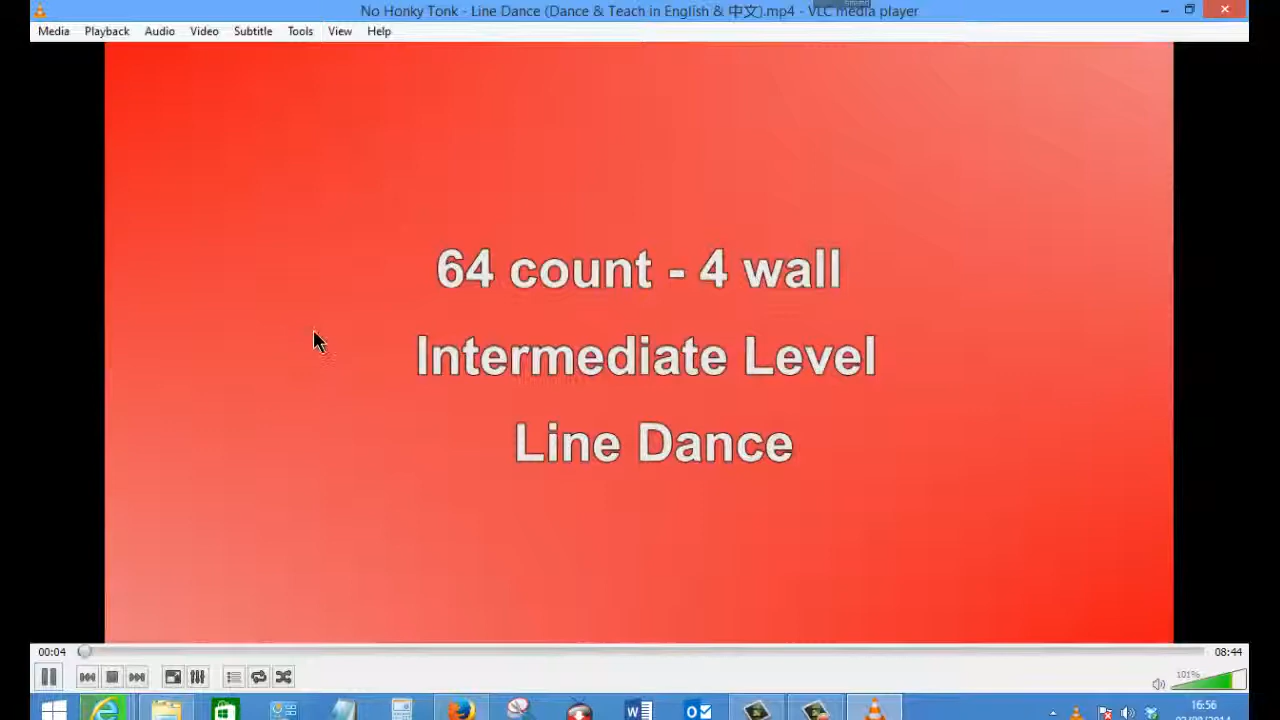 No Honky Tonk - Line Dance (Dance & Teach in English & 中文).mp4 - VLC media player
Media Playback Audio Video Subtitle Tools View Help
64 count - 4 wall
Intermediate Level
Line Dance
00:04 08:44
101%
16:56